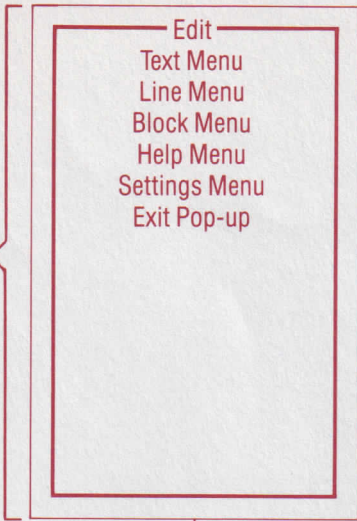 Edit
Text Menu
Line Menu
Block Menu
Help Menu
Settings Menu
Exit Pop-up